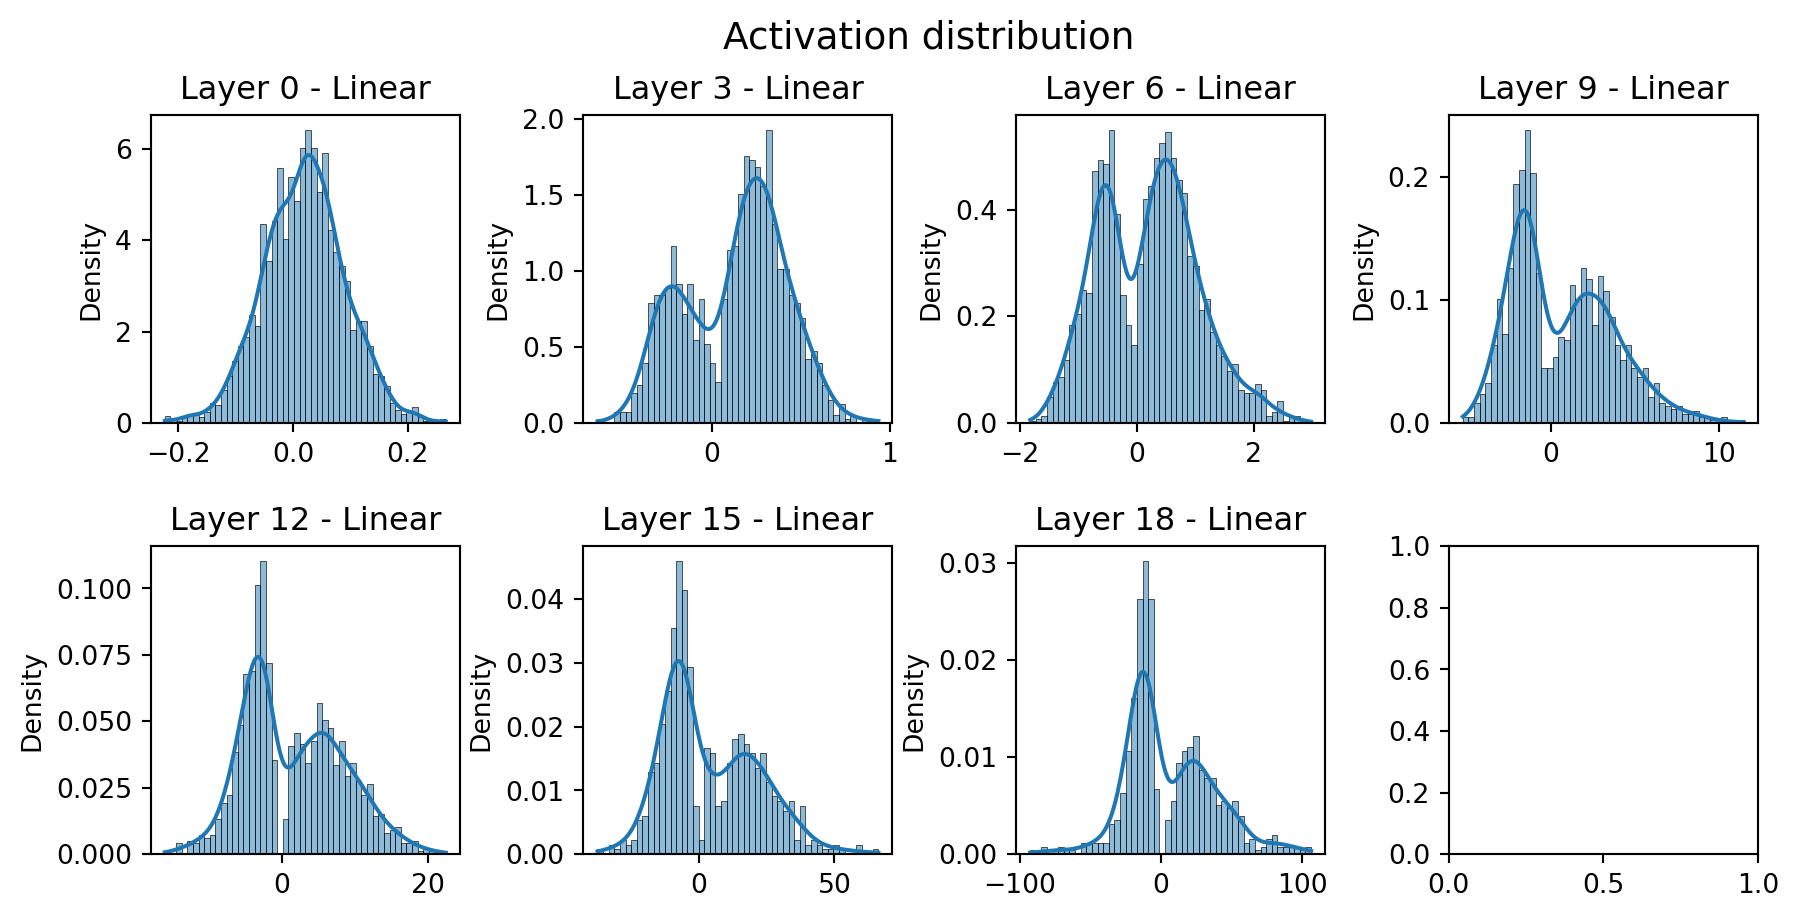 Activation distribution
Layer 0 - Linear
Layer 3 - Linear
Layer 6 - Linear
Layer 9 - Linear
Density
6
4
2
0
−0.2 0.0 0.2
Density
2.0
1.5
1.0
0.5
0.0
0 1
Density
0.4
0.2
0.0
−2 0 2
Density
0.2
0.1
0.0
0 10
Layer 12 - Linear
Layer 15 - Linear
Layer 18 - Linear
Density
0.100
0.075
0.050
0.025
0.000
0 20
Density
0.04
0.03
0.02
0.01
0.00
0 50
Density
0.03
0.02
0.01
0.00
−100 0 100
1.0
0.8
0.6
0.4
0.2
0.0
0.0 0.5 1.0